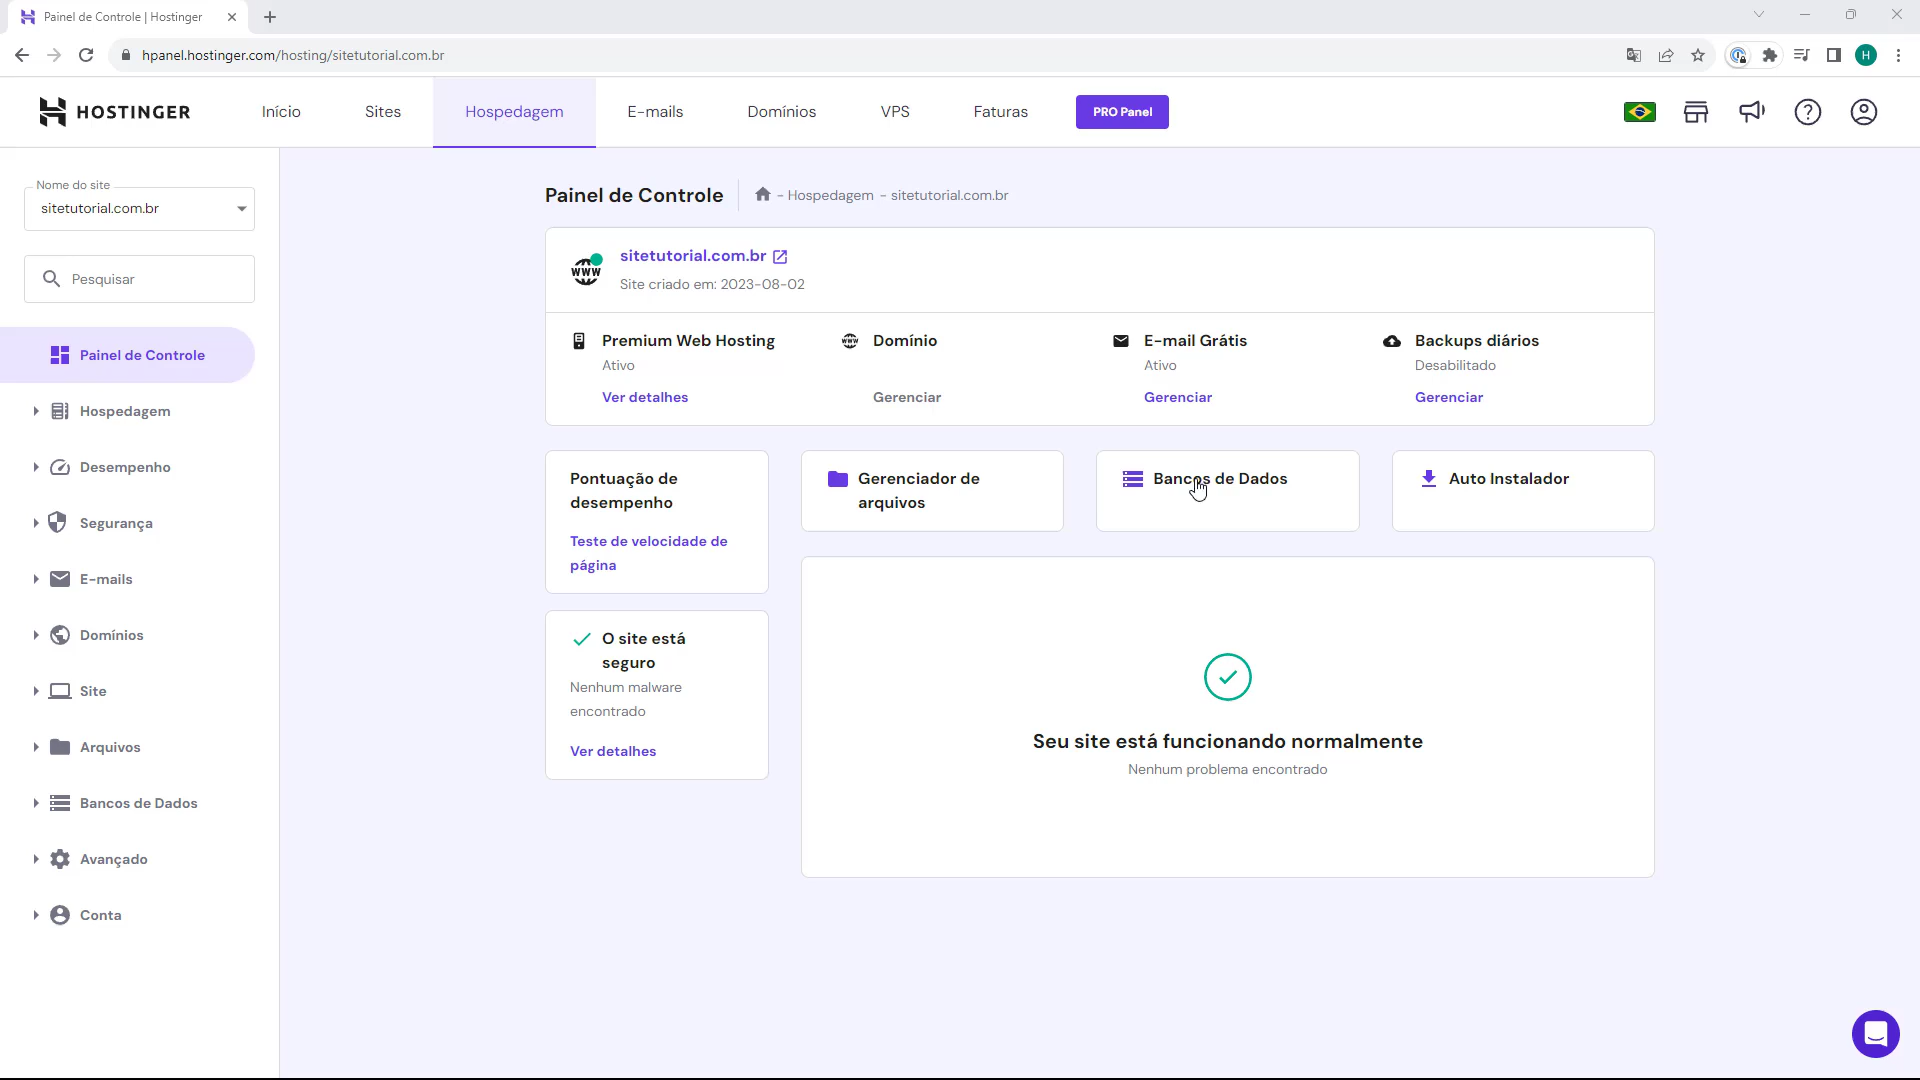 Painel de Controle | Hostinger
hpanel.hostinger.com/hosting/sitetutorial.com.br
H
HOSTINGER
Início
Sites
Hospedagem
E-mails
Domínios
VPS
Faturas
PRO Panel
Nome do site
sitetutorial.com.br
Pesquisar
Painel de Controle
Hospedagem
Desempenho
Segurança
E-mails
Domínios
Site
Arquivos
Bancos de Dados
Avançado
Conta
Painel de Controle
- Hospedagem - sitetutorial.com.br
www
sitetutorial.com.br
Site criado em: 2023-08-02
Premium Web Hosting
Ativo
Ver detalhes
www
Domínio
Gerenciar
E-mail Grátis
Ativo
Gerenciar
Backups diários
Desabilitado
Gerenciar
Pontuação de
desempenho
Teste de velocidade de
página
Gerenciador de
arquivos
Bancos de Dados
Auto Instalador
O site está
seguro
Nenhum malware
encontrado
Ver detalhes
Seu site está funcionando normalmente
Nenhum problema encontrado